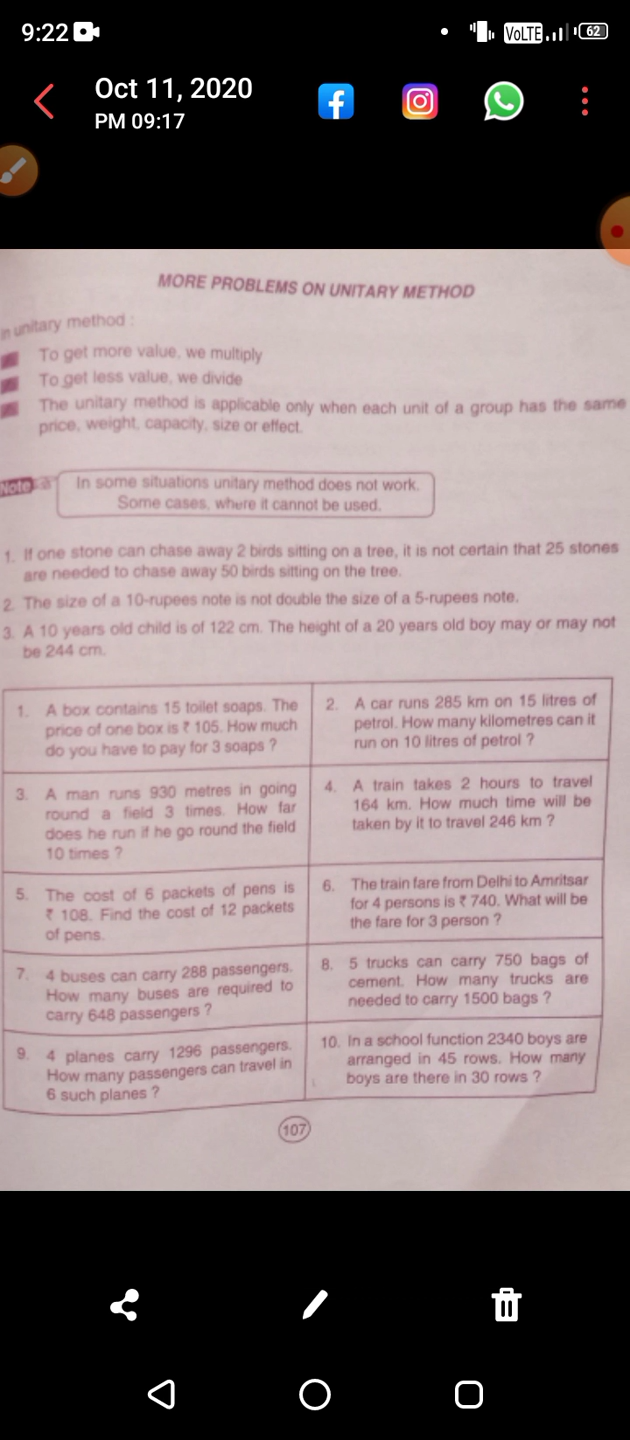 9:22
VoLTE
62
Oct 11, 2020
PM 09:17
MORE PROBLEMS ON UNITARY METHOD
In unitary method :
To get more value, we multiply
To get less value, we divide
The unitary method is applicable only when each unit of a group has the same
price, weight, capacity, size or effect.
Note
In some situations unitary method does not work.
Some cases, where it cannot be used.
1. If one stone can chase away 2 birds sitting on a tree, it is not certain that 25 stones
are needed to chase away 50 birds sitting on the tree.
2. The size of a 10-rupees note is not double the size of a 5-rupees note.
3. A 10 years old child is of 122 cm. The height of a 20 years old boy may or may not
be 244 cm.
1. A box contains 15 toilet soaps. The
price of one box is ₹ 105. How much
do you have to pay for 3 soaps ?
2. A car runs 285 km on 15 litres of
petrol. How many kilometres can it
run on 10 litres of petrol ?
3. A man runs 930 metres in going
round a field 3 times. How far
does he run if he go round the field
10 times ?
4. A train takes 2 hours to travel
164 km. How much time will be
taken by it to travel 246 km ?
5. The cost of 6 packets of pens is
₹ 108. Find the cost of 12 packets
of pens.
6. The train fare from Delhi to Amritsar
for 4 persons is ₹ 740. What will be
the fare for 3 person ?
7. 4 buses can carry 288 passengers.
How many buses are required to
carry 648 passengers ?
8. 5 trucks can carry 750 bags of
cement. How many trucks are
needed to carry 1500 bags ?
9. 4 planes carry 1296 passengers.
How many passengers can travel in
6 such planes ?
10. In a school function 2340 boys are
arranged in 45 rows. How many
boys are there in 30 rows ?
107